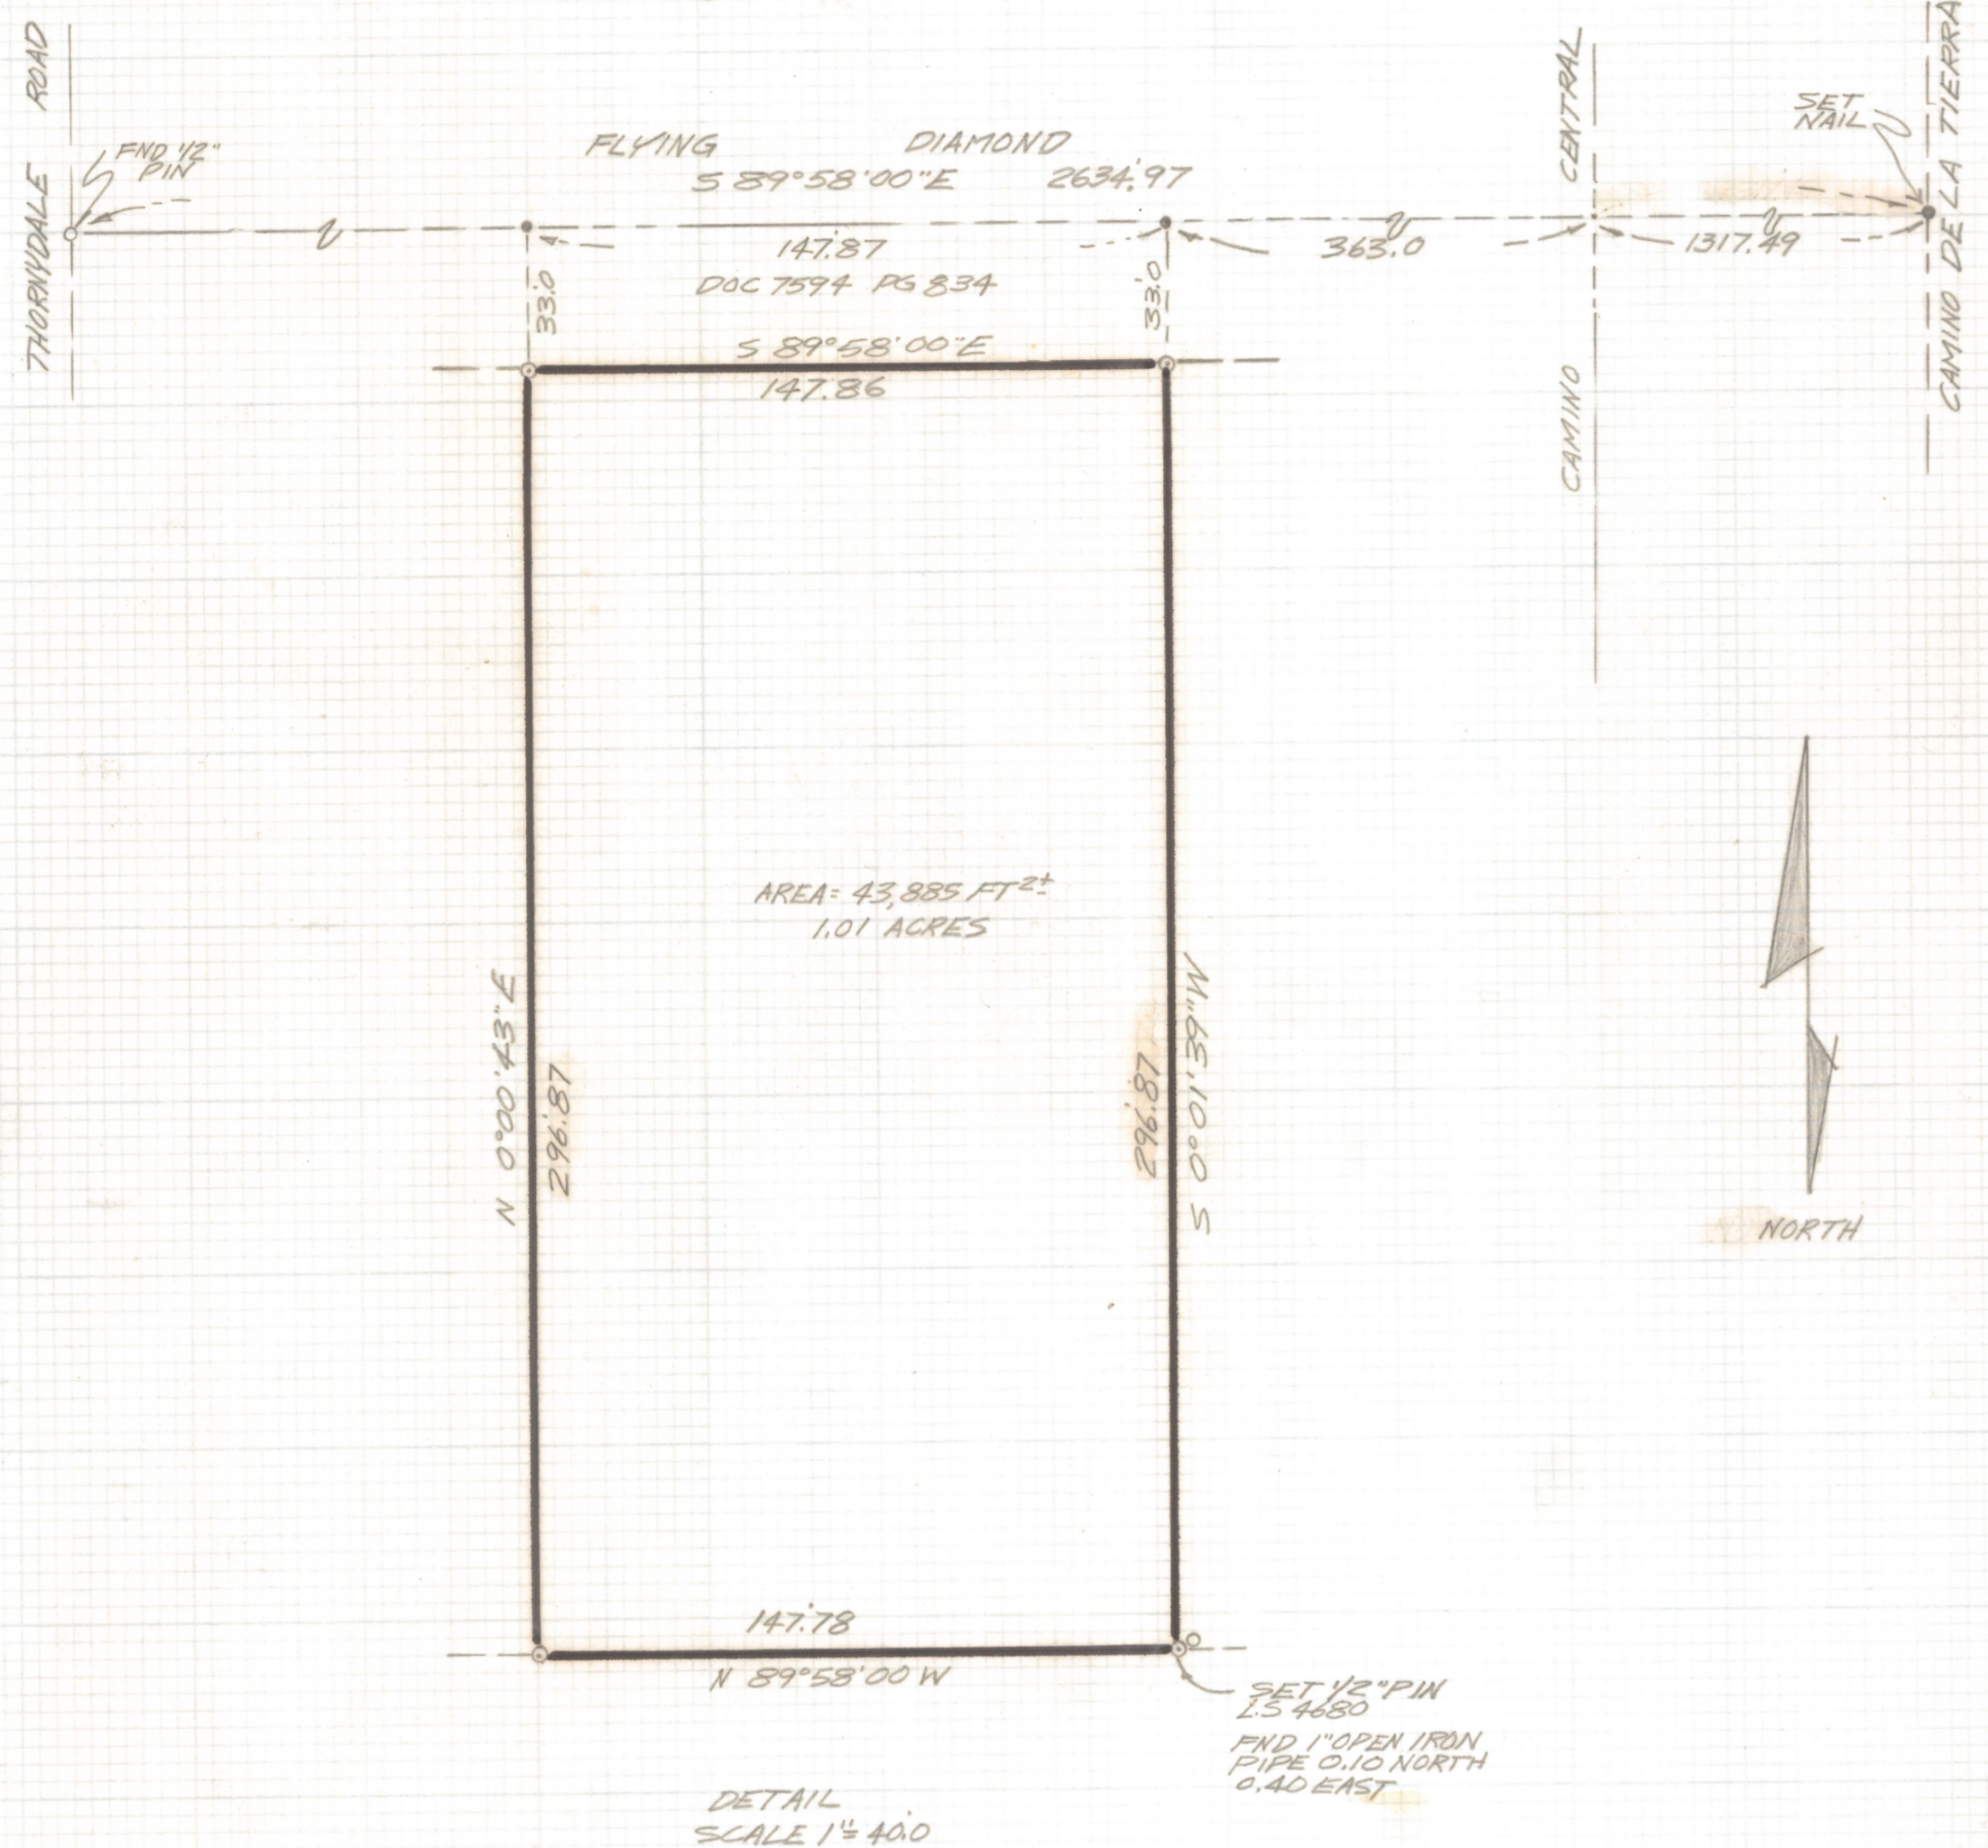 THORNYDALE ROAD
FND 1/2"
PIN
FLYING DIAMOND
S 89°58'00"E 2634.97
CAMINO CENTRAL
SET
NAIL
CAMINO DE LA TIERRA
147.87
363.0
1317.49
DOC 7594 PG 834
33.0
33.0
S 89°58'00"E
147.86
AREA= 43,885 FT2±
1.01 ACRES
N 0°00'43"E
296.87
296.87
S 0°01'39"W
NORTH
147.78
N 89°58'00 W
SET 1/2" PIN
L.S 4680
FND 1" OPEN IRON
PIPE 0.10 NORTH
0.40 EAST
DETAIL
SCALE 1"= 40.0